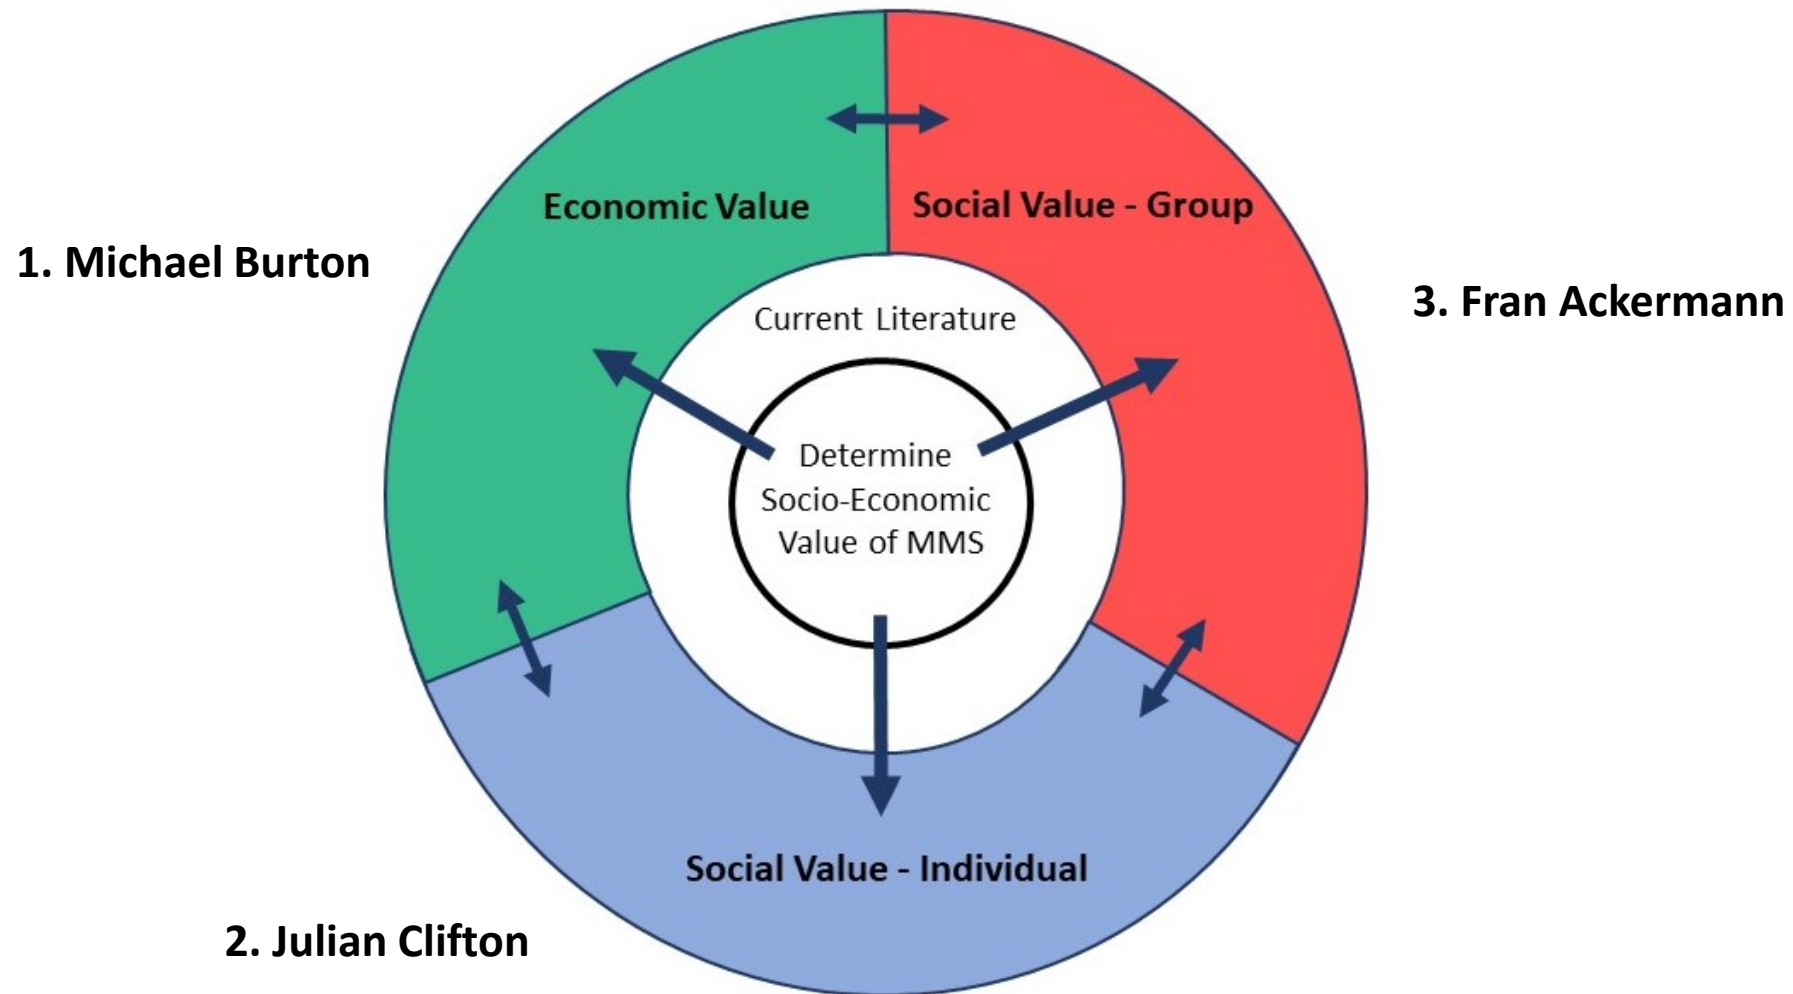 Economic Value
Social Value - Group
1. Michael Burton
3. Fran Ackermann
Current Literature
Determine
Socio-Economic
Value of MMS
Social Value - Individual
2. Julian Clifton